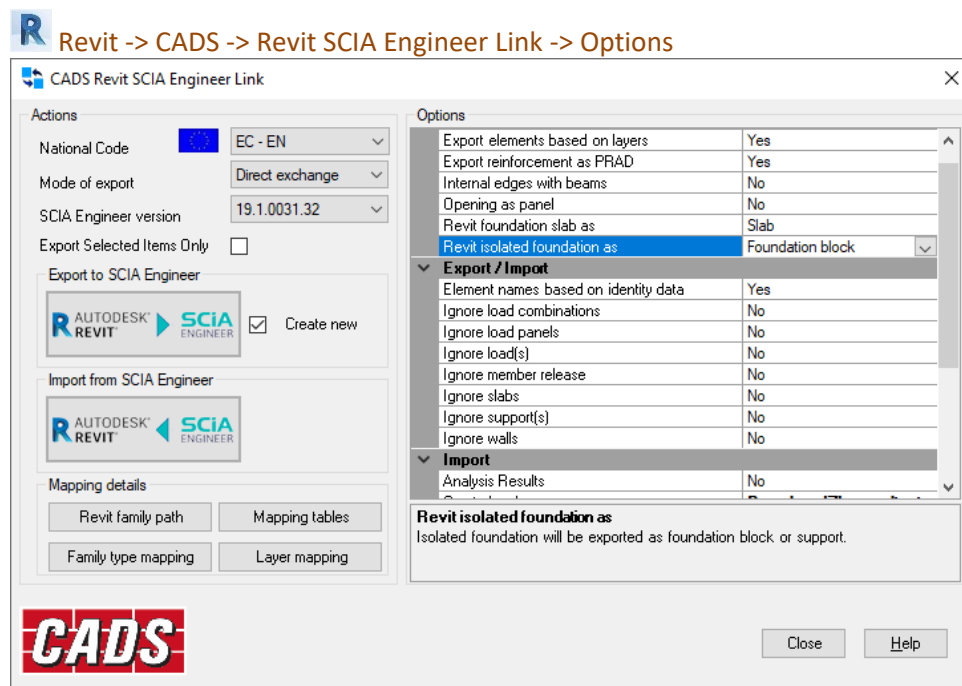 R Revit -> CADS -> Revit SCIA Engineer Link -> Options
CADS Revit SCIA Engineer Link
Actions
National Code EC - EN
Mode of export Direct exchange
SCIA Engineer version 19.1.0031.32
Export Selected Items Only
Export to SCIA Engineer
R AUTODESK® REVIT® SCiA ENGINEER Create new
Import from SCIA Engineer
R AUTODESK® REVIT® SCiA ENGINEER
Mapping details
Revit family path Mapping tables
Family type mapping Layer mapping
Options
Export elements based on layers Yes
Export reinforcement as PRAD Yes
Internal edges with beams No
Opening as panel No
Revit foundation slab as Slab
Revit isolated foundation as Foundation block
Export / Import
Element names based on identity data Yes
Ignore load combinations No
Ignore load panels No
Ignore load(s) No
Ignore member release No
Ignore slabs No
Ignore support(s) No
Ignore walls No
Import
Analysis Results No
Revit isolated foundation as
Isolated foundation will be exported as foundation block or support.
CADS
Close Help